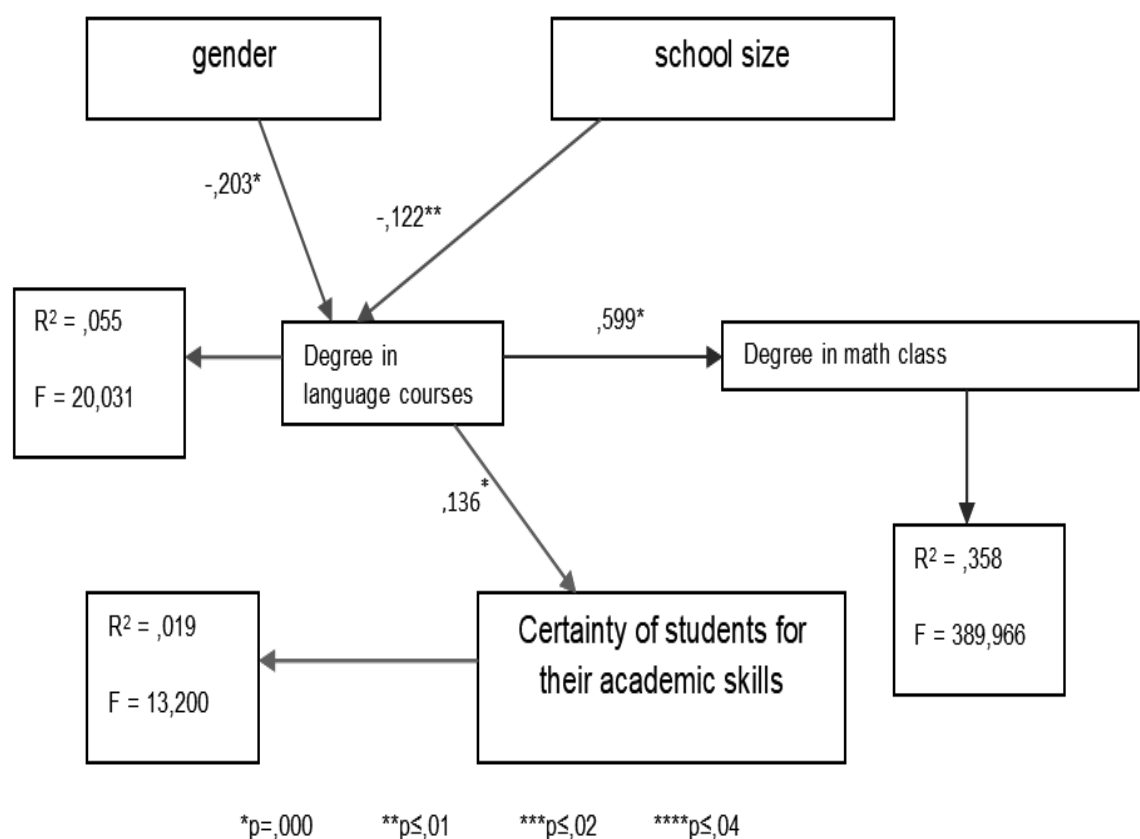 gender
school size
-,203*
-,122**
R² = ,055
F = 20,031
Degree in
language courses
,599*
Degree in math class
,136*
R² = ,358
F = 389,966
R² = ,019
F = 13,200
Certainty of students for
their academic skills
*p=,000 **p≤,01 ***p≤,02 ****p≤,04